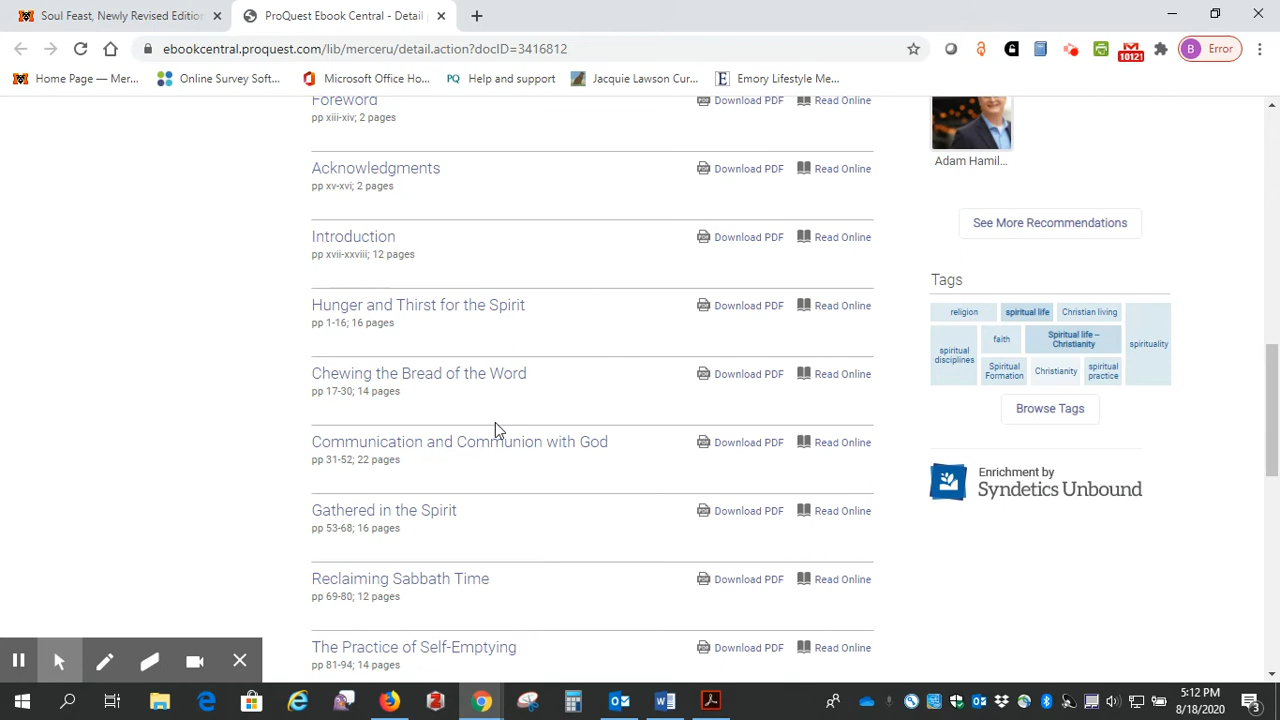 Soul Feast, Newly Revised Edition
ProQuest Ebook Central - Detail
ebookcentral.proquest.com/lib/merceru/detail.action?docID=3416812
10121
B
Error
Home Page — Mer...
Online Survey Soft...
Microsoft Office Ho...
PQ Help and support
Jacquie Lawson Cur...
E Emory Lifestyle Me...
Foreword
Download PDF
Read Online
pp xiii-xiv; 2 pages
Acknowledgments
Download PDF
Read Online
pp xv-xvi; 2 pages
Introduction
Download PDF
Read Online
pp xvii-xxviii; 12 pages
Hunger and Thirst for the Spirit
Download PDF
Read Online
pp 1-16; 16 pages
Chewing the Bread of the Word
Download PDF
Read Online
pp 17-30; 14 pages
Communication and Communion with God
Download PDF
Read Online
pp 31-52; 22 pages
Gathered in the Spirit
Download PDF
Read Online
pp 53-68; 16 pages
Reclaiming Sabbath Time
Download PDF
Read Online
pp 69-80; 12 pages
The Practice of Self-Emptying
Download PDF
Read Online
pp 81-94; 14 pages
Adam Hamil...
See More Recommendations
Tags
religion
spiritual life
Christian living
spiritual disciplines
faith
Spiritual life --
Christianity
spirituality
Spiritual
Formation
Christianity
spiritual
practice
Browse Tags
Enrichment by
Syndetics Unbound
5:12 PM
8/18/2020
3